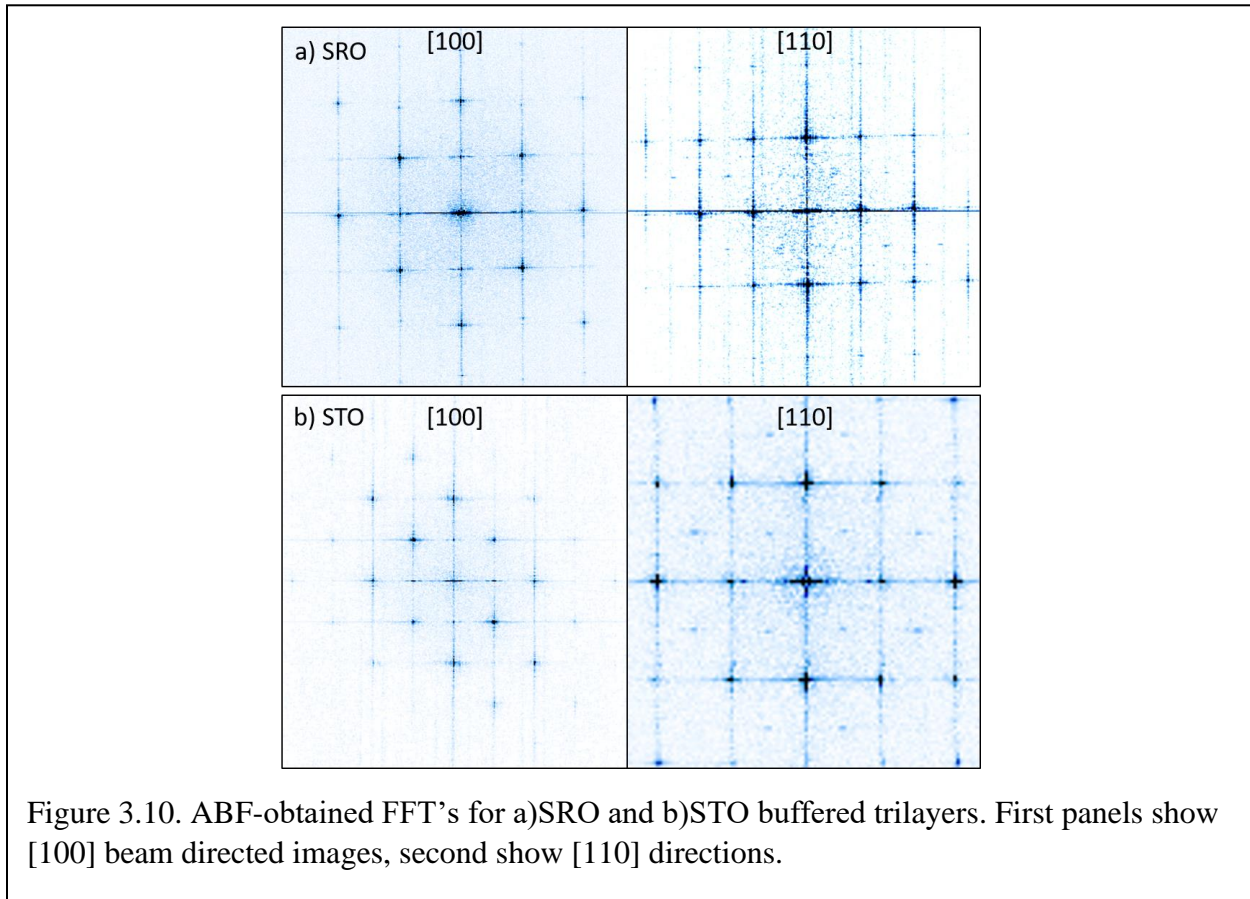 a) SRO
[100]
[110]
b) STO
[100]
[110]
Figure 3.10. ABF-obtained FFT’s for a)SRO and b)STO buffered trilayers. First panels show
[100] beam directed images, second show [110] directions.